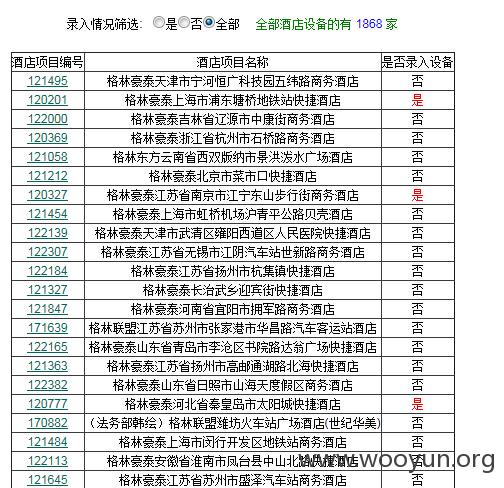 录入情况筛选: 是 否 全部 全部酒店设备的有 1868 家
酒店项目编号 酒店项目名称 是否录入设备
121495 格林豪泰天津市宁河恒广科技园五纬路商务酒店 否
120201 格林豪泰上海市浦东塘桥地铁站快捷酒店 是
122000 格林豪泰吉林省辽源市中康街商务酒店 否
120369 格林豪泰浙江省杭州市石桥路商务酒店 否
121058 格林东方云南省西双版纳市景洪泼水广场酒店 否
121212 格林豪泰北京市菜市口快捷酒店 否
120327 格林豪泰江苏省南京市江宁东山步行街商务酒店 是
121454 格林豪泰上海市虹桥机场沪青平公路贝壳酒店 否
122139 格林豪泰天津市武清区雍阳西道区人民医院快捷酒店 否
122307 格林豪泰江苏省无锡市江阴汽车站世新路商务酒店 否
122184 格林豪泰江苏省扬州市杭集镇快捷酒店 否
121327 格林豪泰长治武乡迎宾街快捷酒店 否
121847 格林豪泰河南省宜阳市拥军路商务酒店 否
171639 格林联盟江苏省苏州市张家港市华昌路汽车客运站酒店 否
122165 格林豪泰山东省青岛市李沧区书院路达翁广场快捷酒店 否
121363 格林豪泰江苏省扬州市高邮通湖路北海快捷酒店 否
122382 格林豪泰山东省日照市山海天度假区商务酒店 否
120777 格林豪泰河北省秦皇岛市太阳城快捷酒店 是
170882 (法务部韩绘）格林联盟潍坊火车站广场酒店(世纪华美) 否
121484 格林豪泰上海市闵行开发区地铁站商务酒店 否
122113 格林豪泰安徽省淮南市凤台县中山北路快捷酒店 否
121645 格林豪泰江苏省苏州市盛泽汽车站商务酒店 否
www.wooyun.org